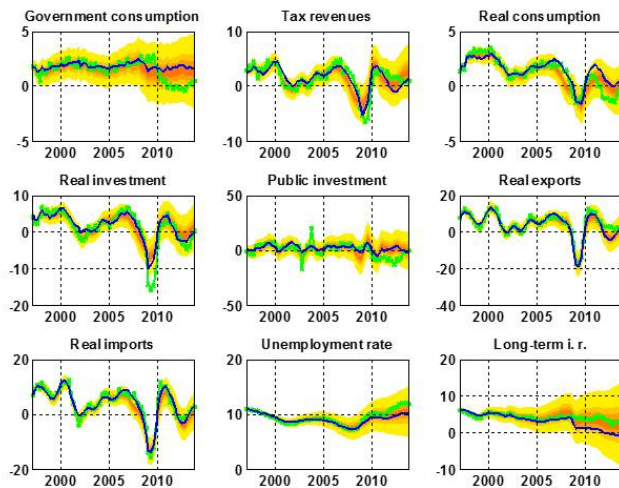 Government consumption
5
0
-5
2000 2005 2010
Tax revenues
10
0
-10
2000 2005 2010
Real consumption
5
0
-5
2000 2005 2010
Real investment
10
0
-10
-20
2000 2005 2010
Public investment
50
0
-50
2000 2005 2010
Real exports
20
0
-20
-40
2000 2005 2010
Real imports
20
0
-20
2000 2005 2010
Unemployment rate
20
10
0
2000 2005 2010
Long-term i. r.
20
10
0
-10
2000 2005 2010